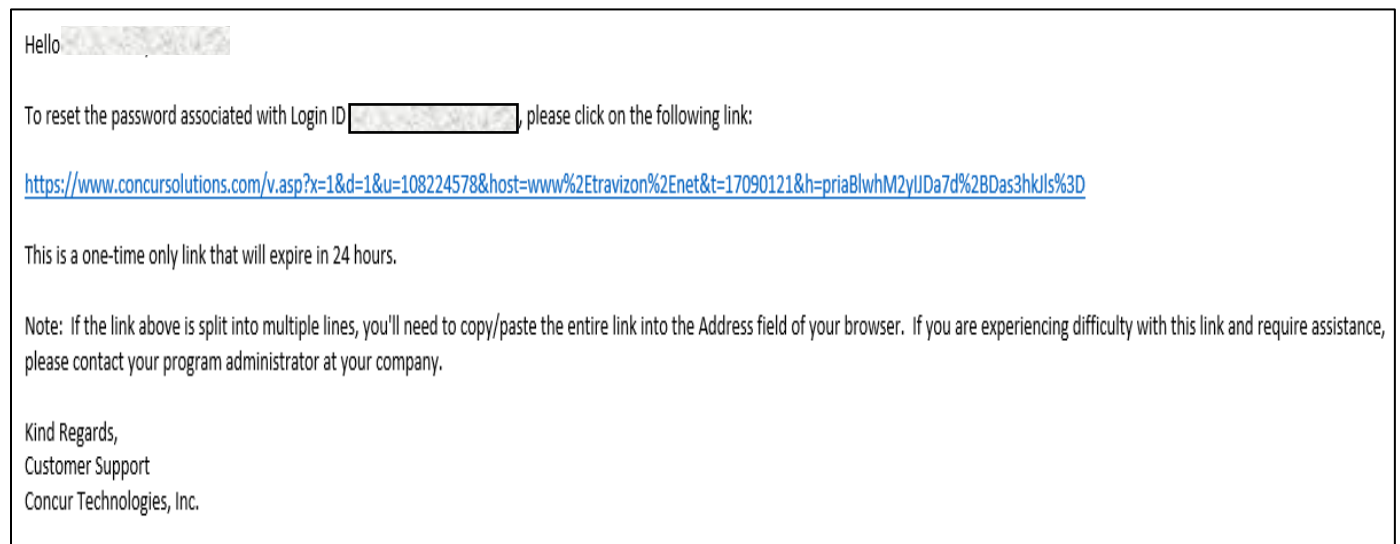 Hello
To reset the password associated with Login ID , please click on the following link:
https://www.concursolutions.com/v.asp?x=1&d=1&u=108224578&host=www%2Etravizon%2Enet&t=17090121&h=priaBlwhM2yIJDa7d%2BDas3hkJls%3D
This is a one-time only link that will expire in 24 hours.
Note:  If the link above is split into multiple lines, you'll need to copy/paste the entire link into the Address field of your browser.  If you are experiencing difficulty with this link and require assistance,
please contact your program administrator at your company.
Kind Regards,
Customer Support
Concur Technologies, Inc.